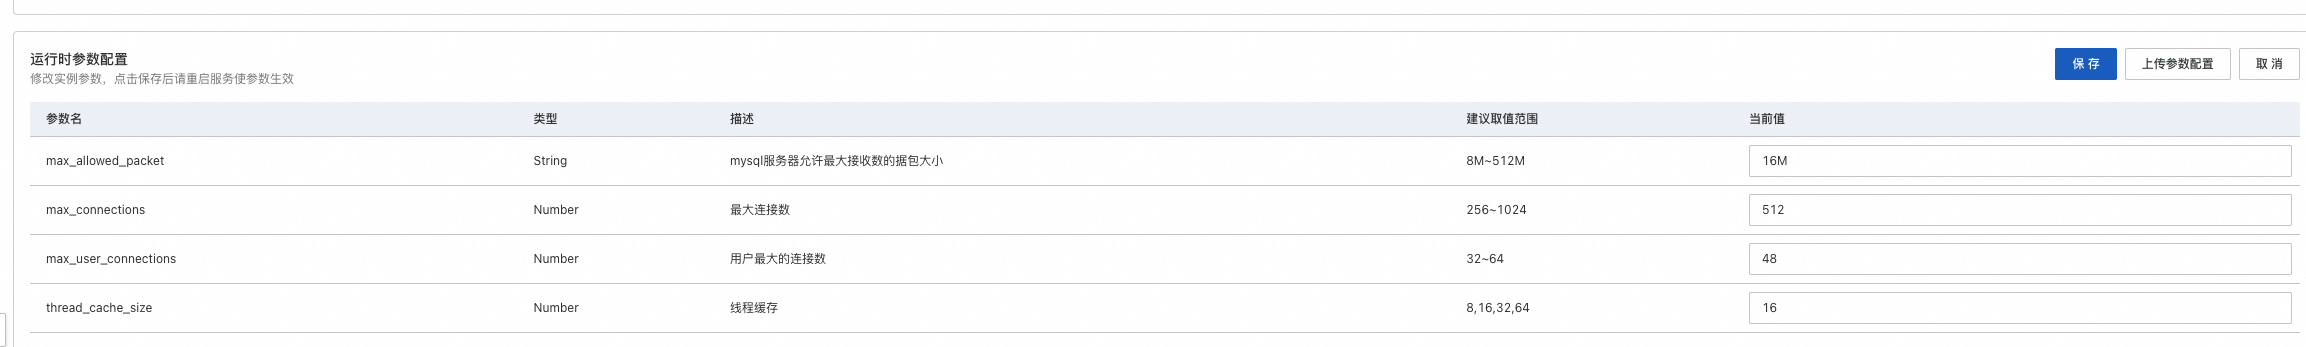 运行时参数配置
修改实例参数，点击保存后请重启服务使参数生效
保 存 上传参数配置 取 消
参数名 类型 描述 建议取值范围 当前值
max_allowed_packet String mysql服务器允许最大接收数的据包大小 8M~512M 16M
max_connections Number 最大连接数 256~1024 512
max_user_connections Number 用户最大的连接数 32~64 48
thread_cache_size Number 线程缓存 8,16,32,64 16